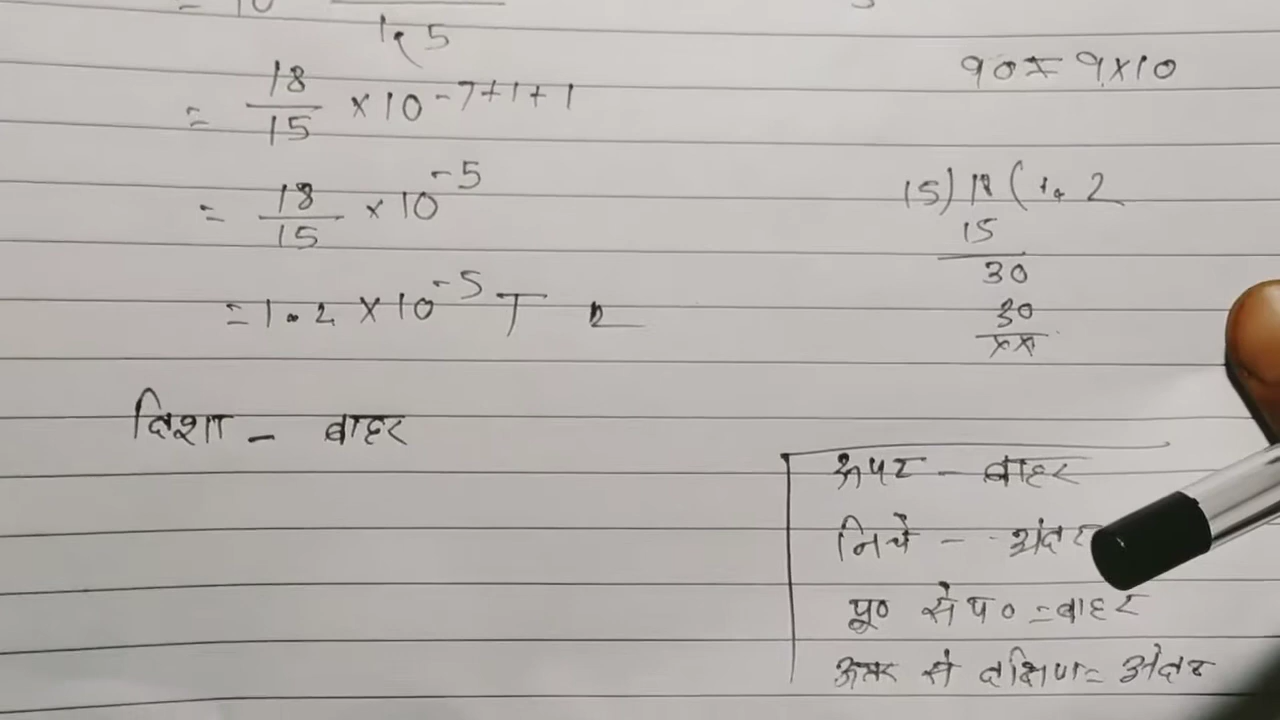 1.5
= 18/15 × 10^-7+1+1
= 18/15 × 10^-5
= 1.2 × 10^-5 T
दिशा - बाहर
90 = 9×10
15) 18 ( 1.2
15
30
30
××
ऊपर - बाहर
निचे - अंदर
पू० से प० = बाहर
ऊत्तर से दक्षिण = अंदर